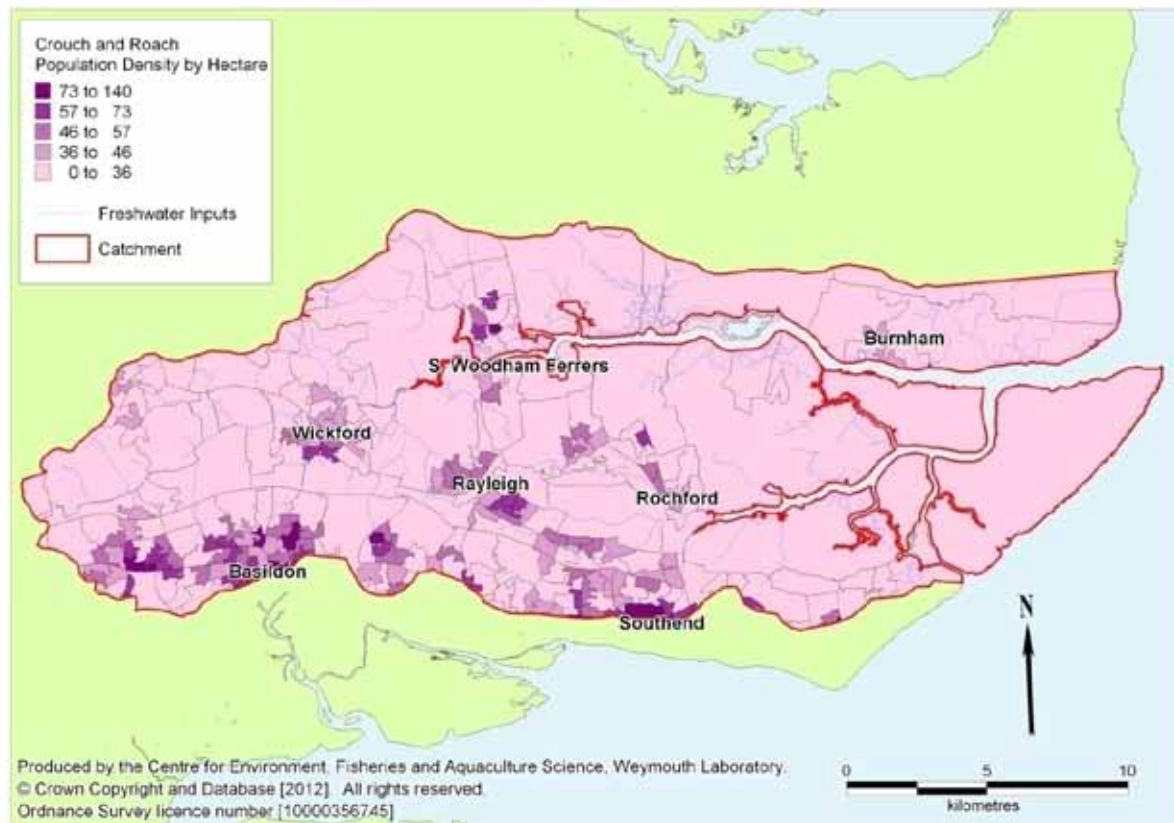 Crouch and Roach
Population Density by Hectare
73 to 140
57 to 73
46 to 57
36 to 46
0 to 36
Freshwater Inputs
Catchment
Burnham
S Woodham Ferrers
Wickford
Rayleigh
Rochford
Basildon
Southend
N
Produced by the Centre for Environment, Fisheries and Aquaculture Science, Weymouth Laboratory.
© Crown Copyright and Database [2012]. All rights reserved.
Ordnance Survey licence number [10000356745]
0 5 10
kilometres